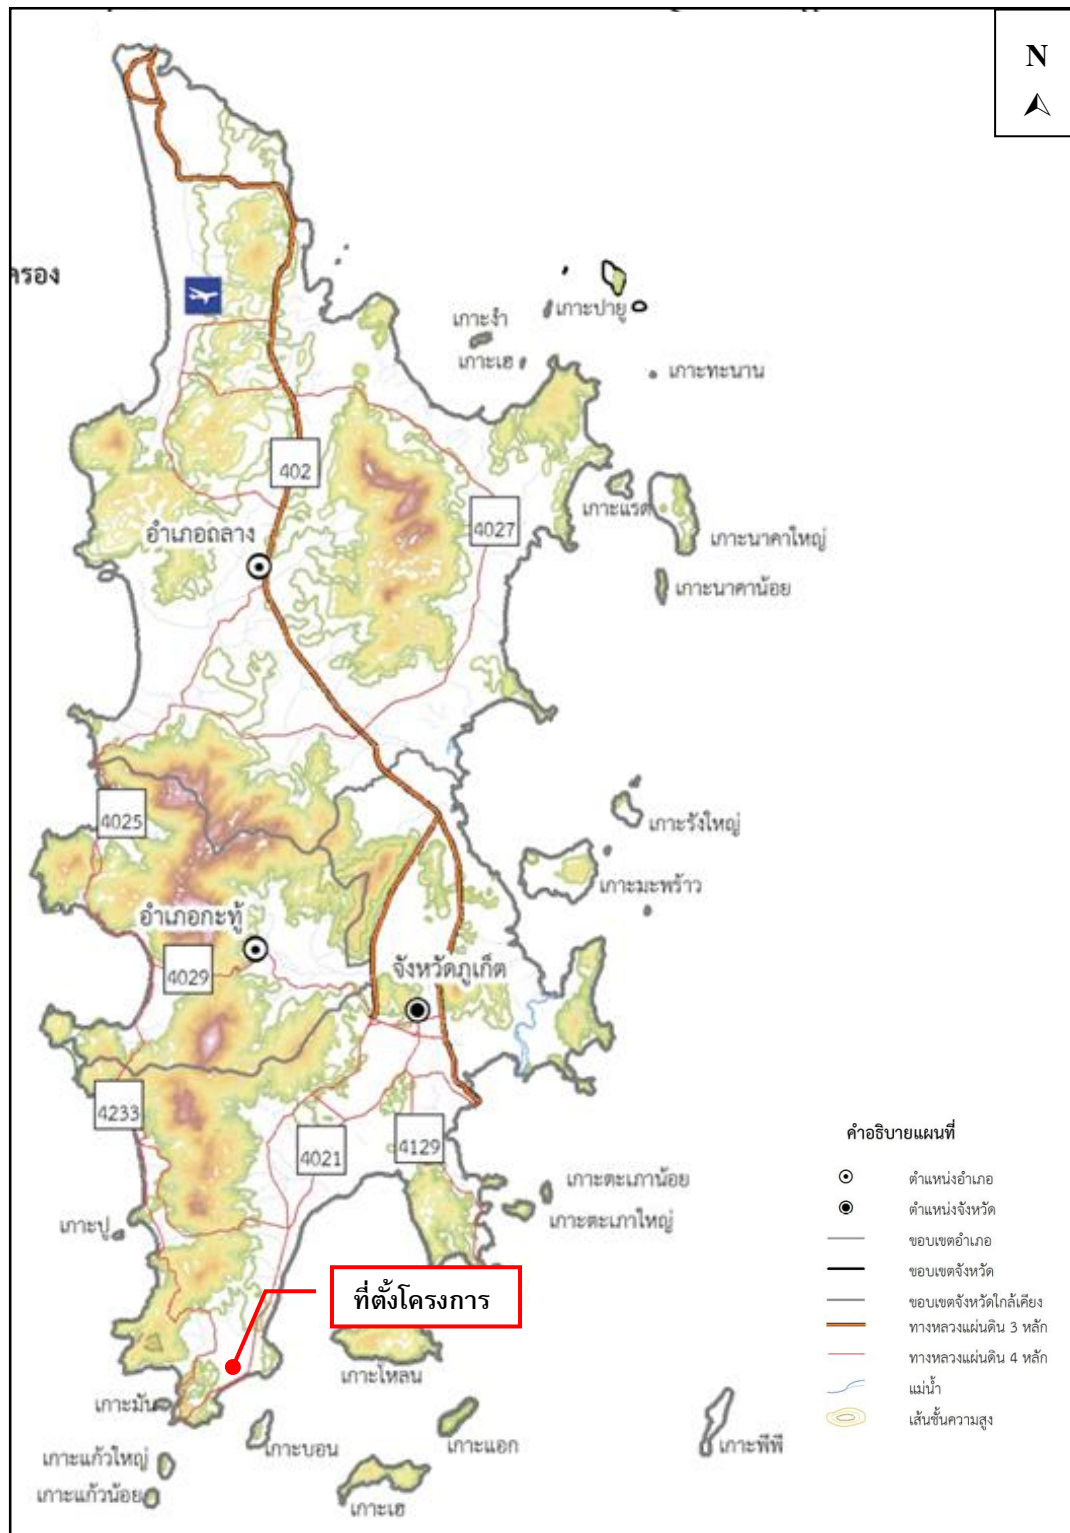 N
ครอง
เกาะปายู
เกาะงำ
เกาะเฮ
เกาะทะนาน
402
เกาะแรด
4027
อำเภอถลาง
เกาะนาคาใหญ่
เกาะนาคาน้อย
4025
เกาะรังใหญ่
เกาะมะพร้าว
อำเภอกะทู้
4029
จังหวัดภูเก็ต
4233
4021
4129
เกาะตะเภาน้อย
เกาะตะเภาใหญ่
เกาะปู
ที่ตั้งโครงการ
เกาะโหลน
เกาะมัน
เกาะแอก
เกาะพีพี
เกาะบอน
เกาะแก้วใหญ่
เกาะแก้วน้อย
เกาะเฮ
คำอธิบายแผนที่
ตำแหน่งอำเภอ
ตำแหน่งจังหวัด
ขอบเขตอำเภอ
ขอบเขตจังหวัด
ขอบเขตจังหวัดใกล้เคียง
ทางหลวงแผ่นดิน 3 หลัก
ทางหลวงแผ่นดิน 4 หลัก
แม่น้ำ
เส้นชั้นความสูง